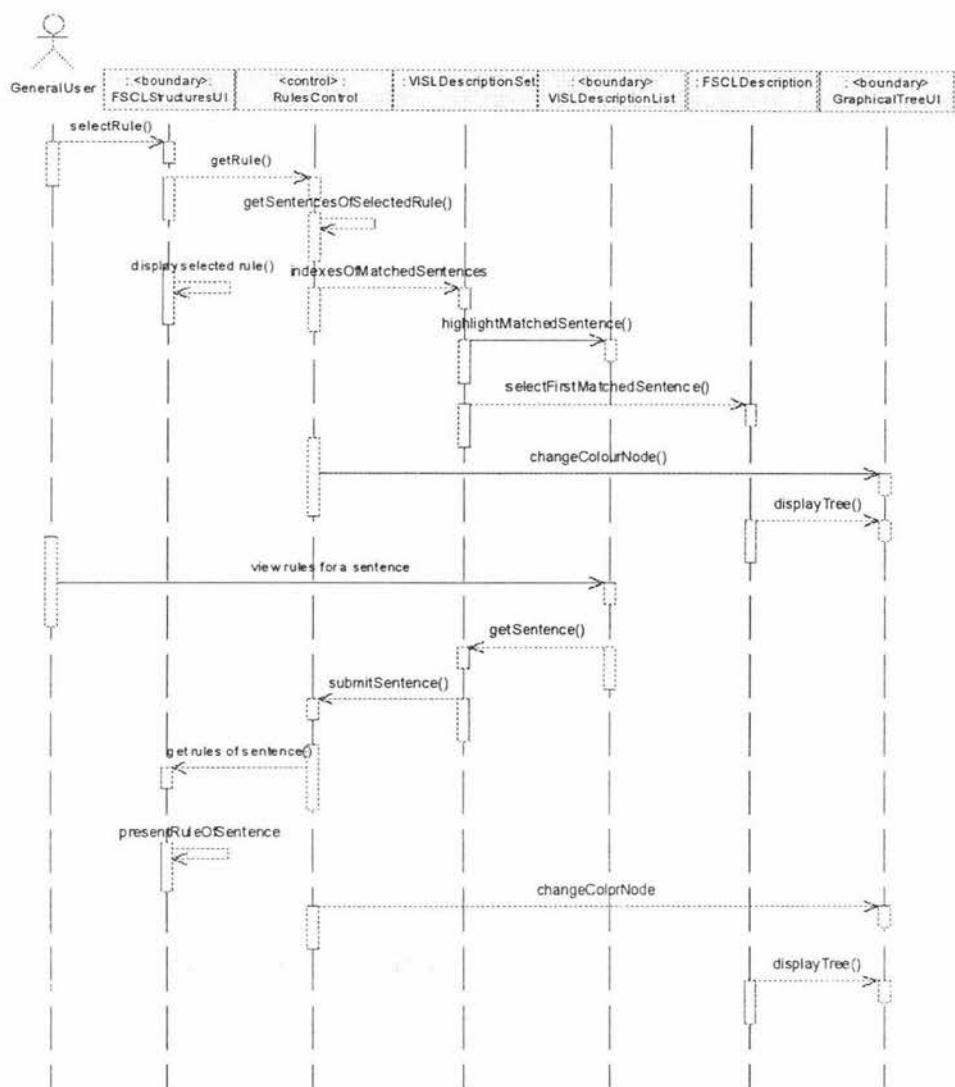 GeneralUser
: <boundary>:
FSCLStructuresUI
<control> :
RulesControl
: VISLDescriptionSet
: <boundary>
VISLDescriptionList
: FSCLDescription
: <boundary>
GraphicalTreeUI
selectRule()
getRule()
getSentencesOfSelectedRule()
display selected rule()
indexesOfMatchedSentences
highlightMatchedSentence()
selectFirstMatchedSentence()
changeColourNode()
displayTree()
view rules for a sentence
getSentence()
submitSentence()
get rules of sentence()
presentRuleOfSentence
changeColorNode
displayTree()